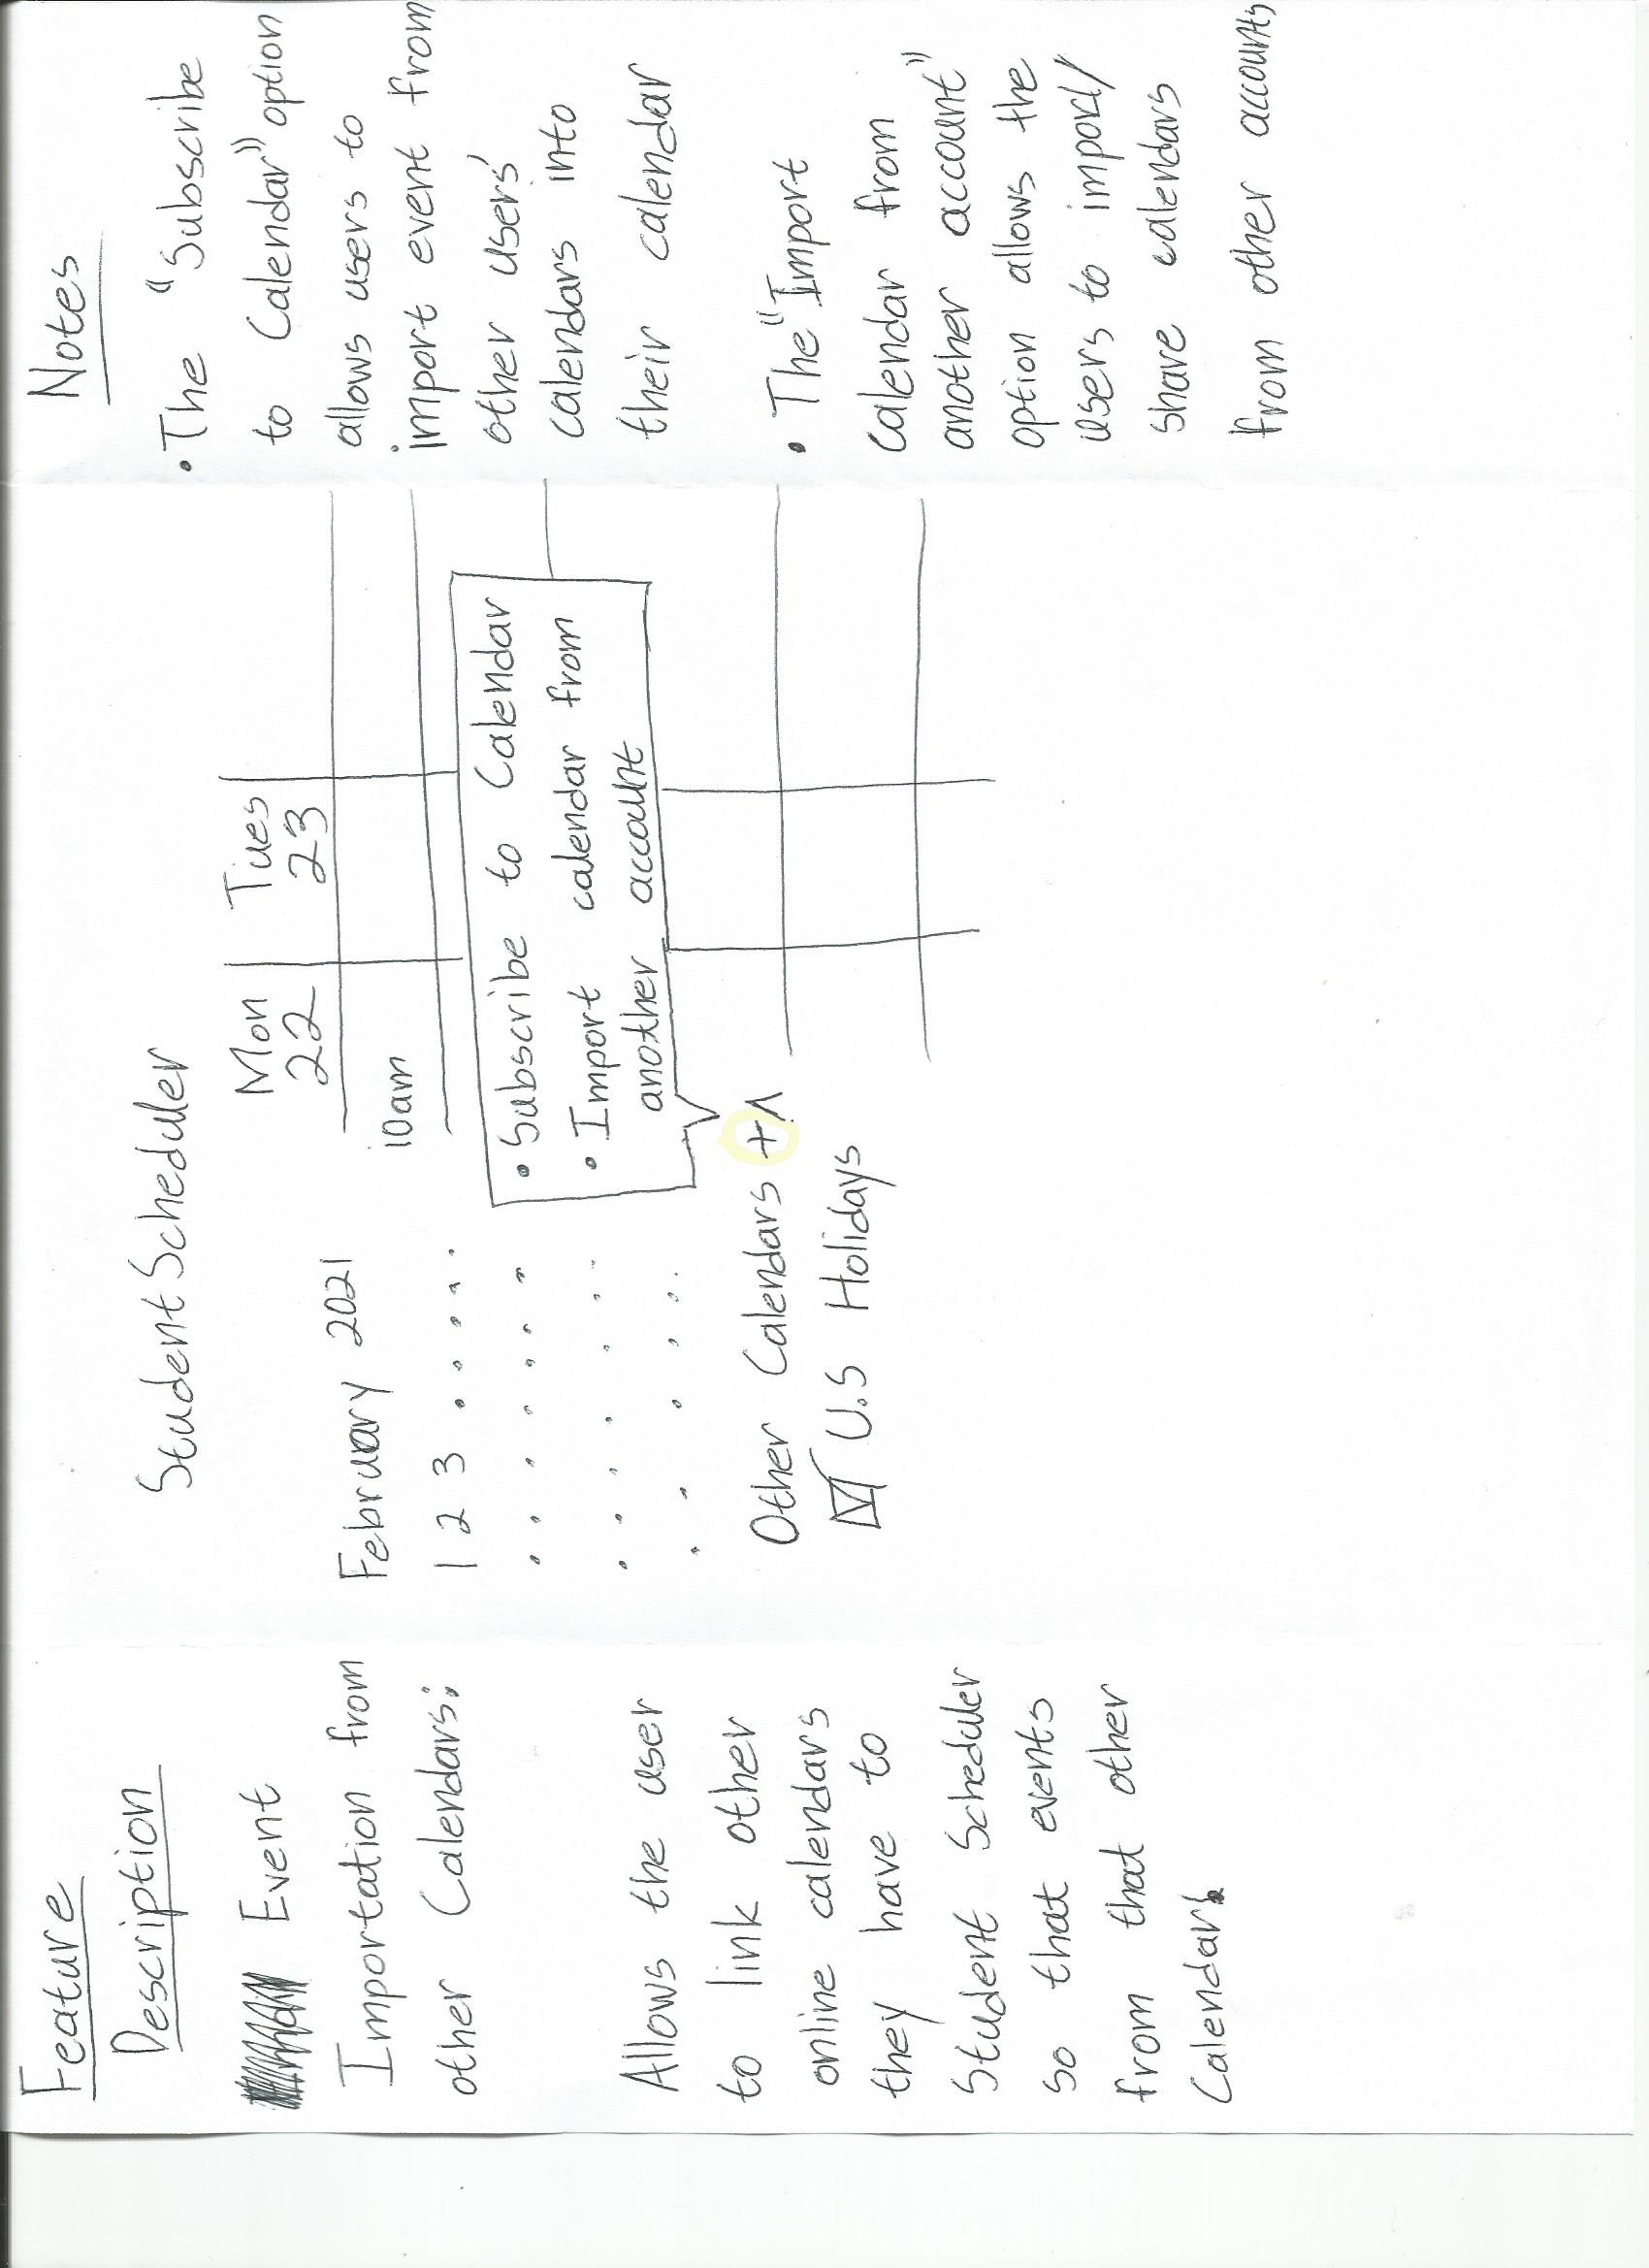 Feature
Description
Event
Importation from
other Calendars:
Allows the user
to link other
online calendars
they have to
Student Scheduler
so that events
from that other
Calendar.
Student Scheduler
Mon Tues
22 23
February 2021
10am
1 2 3
• Subscribe to Calendar
• Import calendar from
another account
Other Calendars + ^
U.S Holidays
Notes
• The "Subscribe
to Calendar" option
allows users to
import event from
other users'
calendars into
their calendar
• The "Import
calendar from
another account"
option allows the
users to import/
share calendars
from other accounts